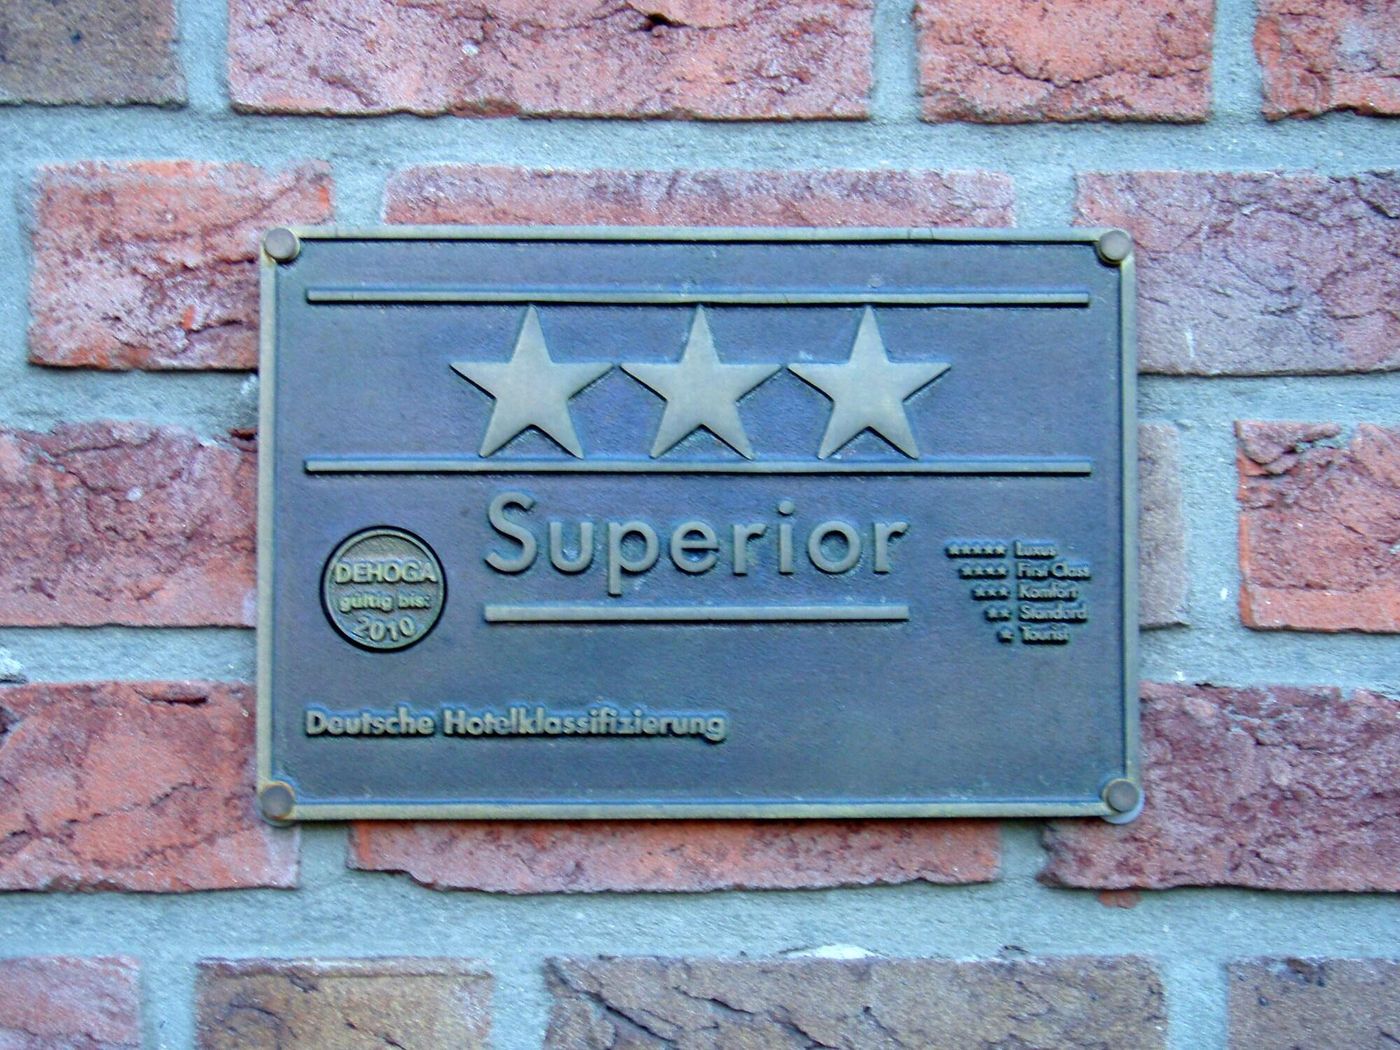 Superior
DEHOGA
gültig bis:
2010
***** Luxus
**** First Class
*** Komfort
** Standard
* Tourist
Deutsche Hotelklassifizierung